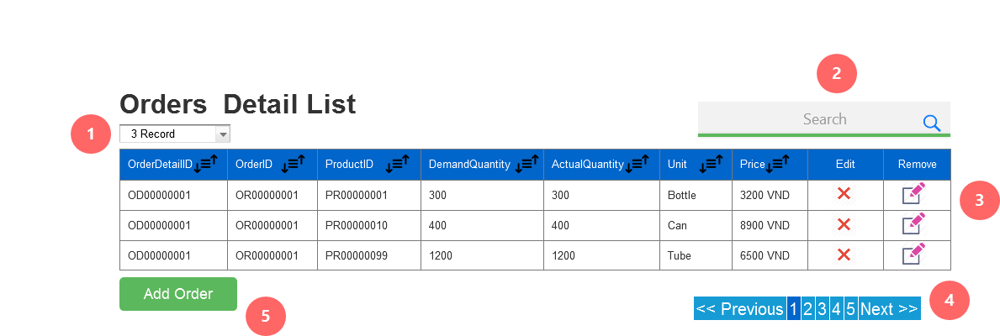 2
Orders Detail List
Search
1
3 Record
OrderDetailID OrderID ProductID DemandQuantity ActualQuantity Unit Price Edit Remove
OD00000001 OR00000001 PR00000001 300 300 Bottle 3200 VND
3
OD00000001 OR00000001 PR00000010 400 400 Can 8900 VND
OD00000001 OR00000001 PR00000099 1200 1200 Tube 6500 VND
Add Order
4
<< Previous 1 2 3 4 5 Next >>
5